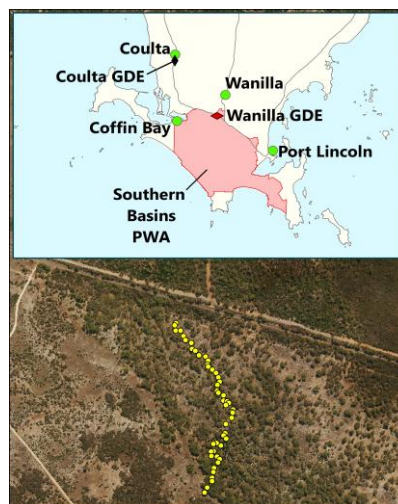 Coulta
Coulta GDE
Wanilla
Wanilla GDE
Coffin Bay
Port Lincoln
Southern
Basins
PWA